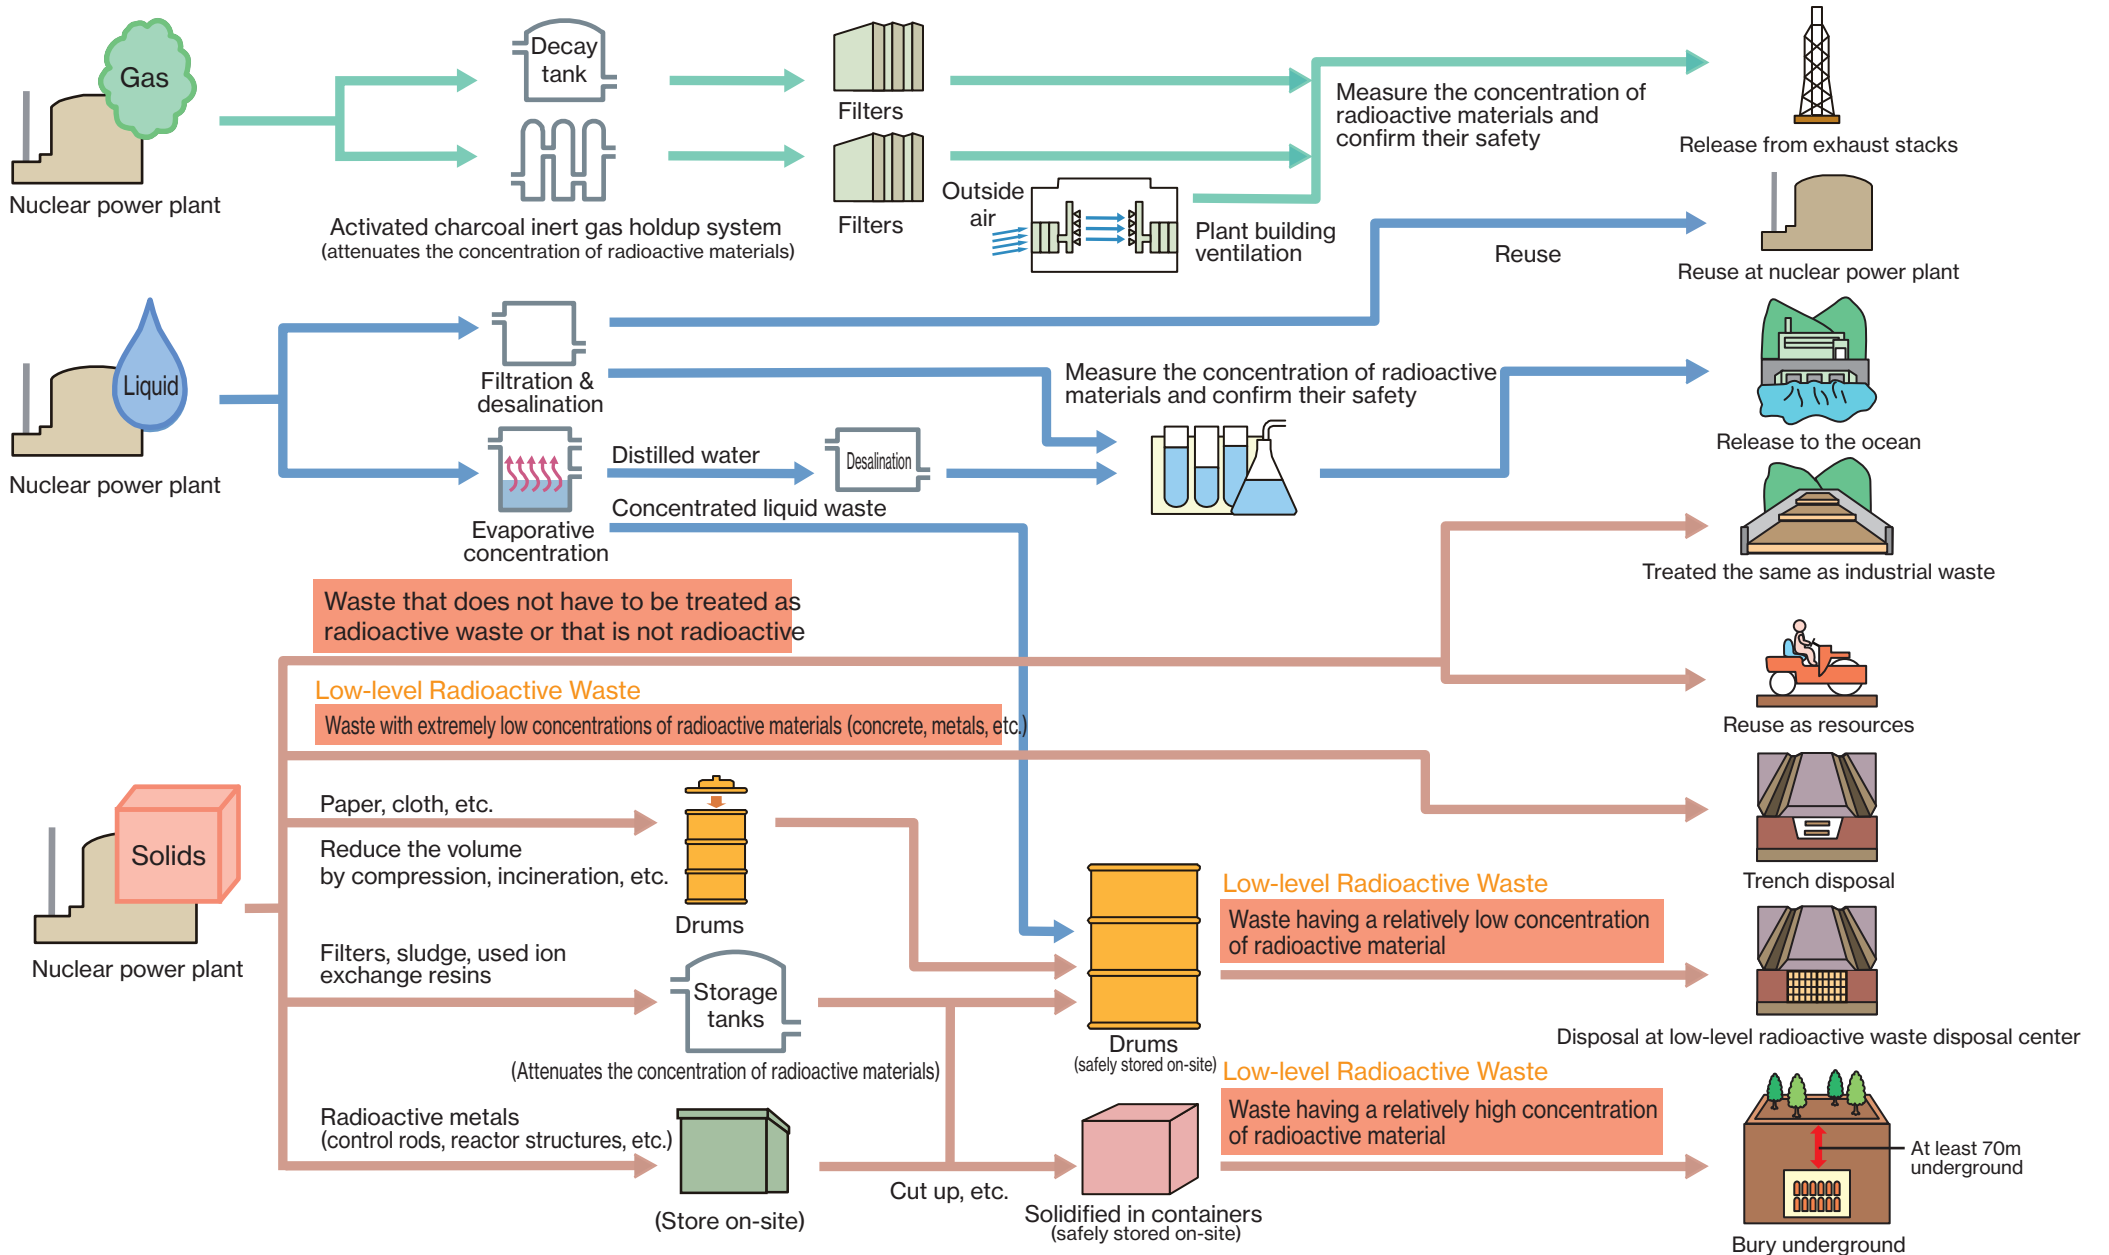 Gas
Nuclear power plant
Decay
tank
Activated charcoal inert gas holdup system
(attenuates the concentration of radioactive materials)
Filters
Filters
Outside
air
Plant building
ventilation
Measure the concentration of
radioactive materials and
confirm their safety
Release from exhaust stacks
Liquid
Nuclear power plant
Filtration &
desalination
Reuse
Reuse at nuclear power plant
Evaporative
concentration
Distilled water
Desalination
Concentrated liquid waste
Measure the concentration of radioactive
materials and confirm their safety
Release to the ocean
Treated the same as industrial waste
Waste that does not have to be treated as
radioactive waste or that is not radioactive
Reuse as resources
Low-level Radioactive Waste
Waste with extremely low concentrations of radioactive materials (concrete, metals, etc.)
Trench disposal
Solids
Nuclear power plant
Paper, cloth, etc.
Reduce the volume
by compression, incineration, etc.
Drums
Filters, sludge, used ion
exchange resins
Storage
tanks
(Attenuates the concentration of radioactive materials)
Radioactive metals
(control rods, reactor structures, etc.)
(Store on-site)
Cut up, etc.
Drums
(safely stored on-site)
Low-level Radioactive Waste
Waste having a relatively low concentration
of radioactive material
Disposal at low-level radioactive waste disposal center
Solidified in containers
(safely stored on-site)
Low-level Radioactive Waste
Waste having a relatively high concentration
of radioactive material
At least 70m
underground
Bury underground